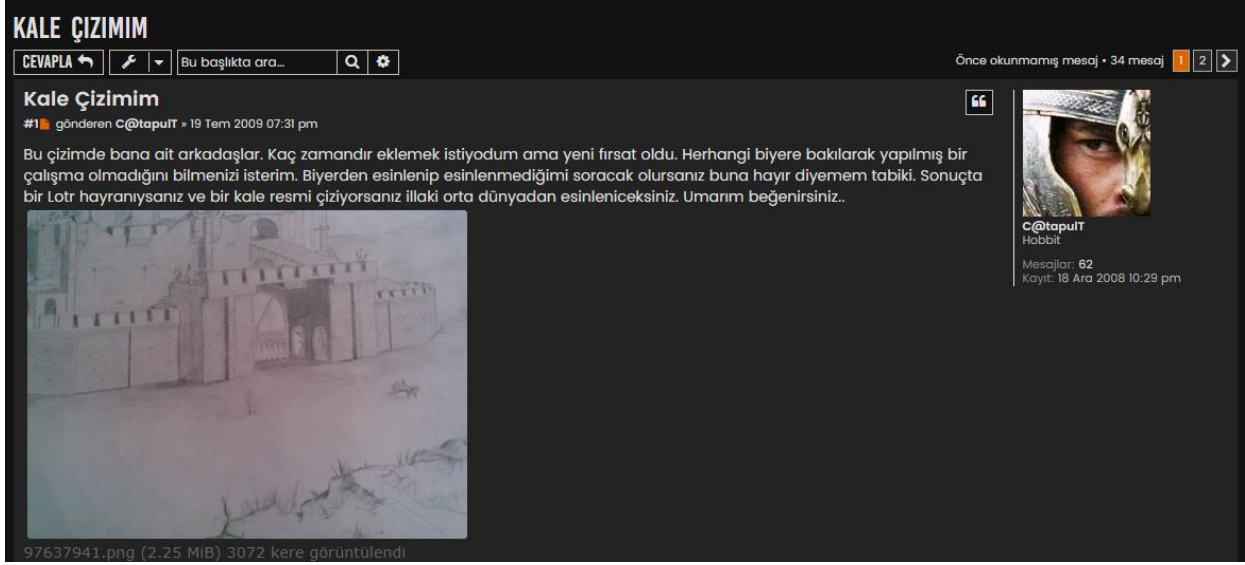 KALE ÇIZIMIM
CEVAPLA
Bu başlıkta ara...
Önce okunmamış mesaj • 34 mesaj 1 2
Kale Çizimim
#1 gönderen C@tapulT » 19 Tem 2009 07:31 pm
Bu çizimde bana ait arkadaşlar. Kaç zamandır eklemek istiyodum ama yeni fırsat oldu. Herhangi biyere bakılarak yapılmış bir
çalışma olmadığını bilmenizi isterim. Biyerden esinlenip esinlenmediğimi soracak olursanız buna hayır diyemem tabiki. Sonuçta
bir Lotr hayranıysanız ve bir kale resmi çiziyorsanız illaki orta dünyadan esinleniceksiniz. Umarım beğenirsiniz..
97637941.png (2.25 MiB) 3072 kere görüntülendi
C@tapulT
Hobbit
Mesajlar: 62
Kayıt: 18 Ara 2008 10:29 pm